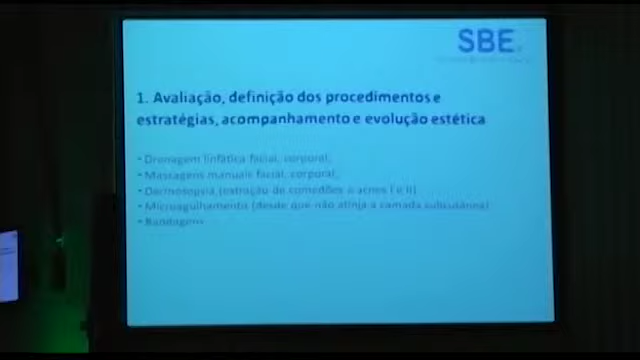 SBE
1. Avaliação, definição dos procedimentos e
estratégias, acompanhamento e evolução estética
• Drenagem linfática facial, corporal;
• Massagens manuais facial, corporal;
• (extração de comedões e acnes I e II)
• Microagulhamento (desde que não atinja a camada subcutânea)
• Bandagens